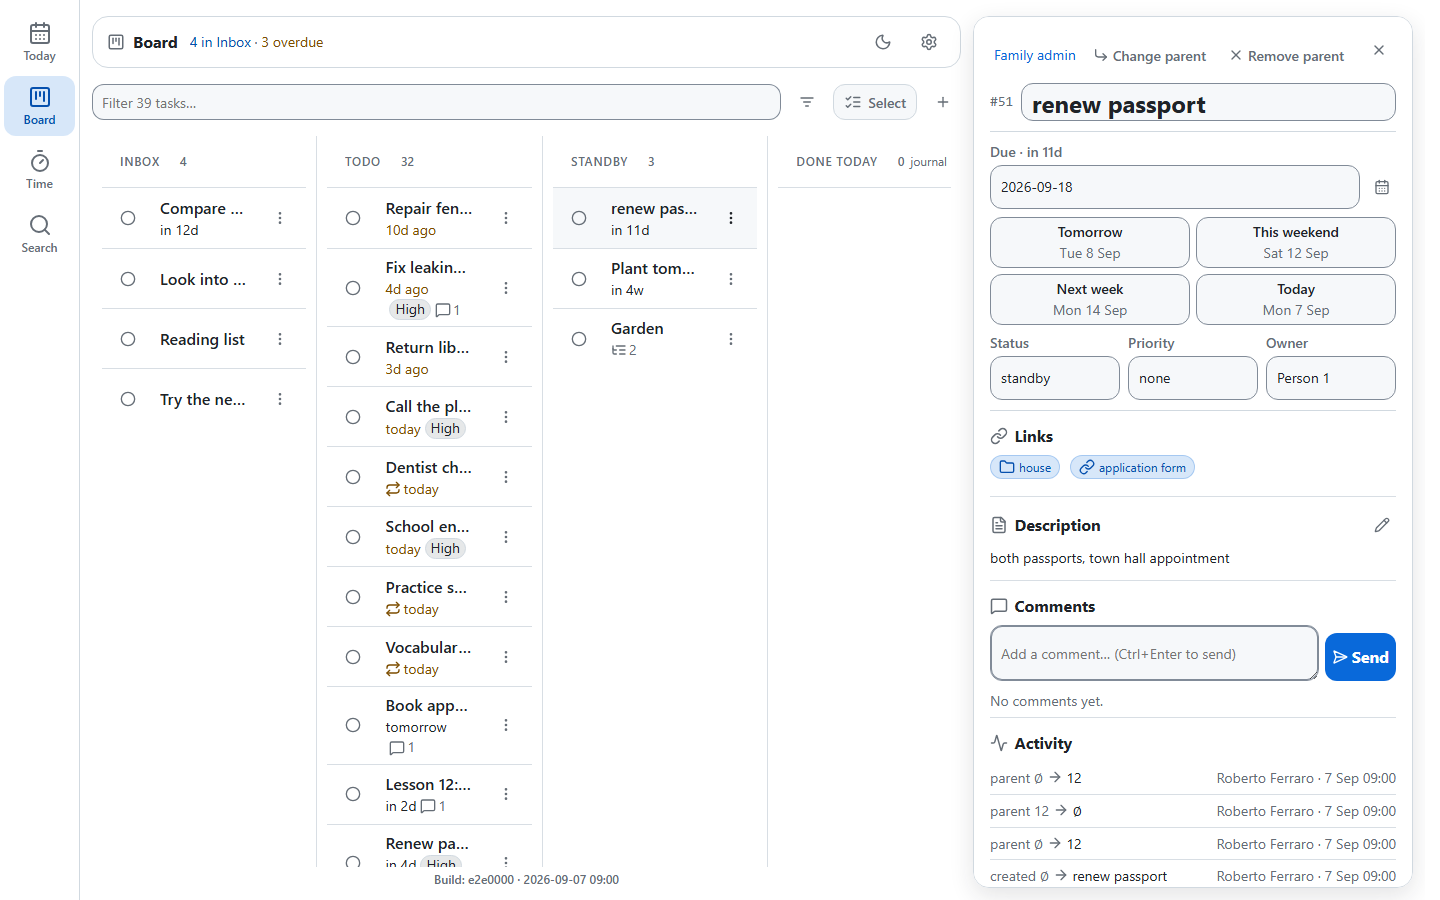 Today
Board
Time
Search
Board 4 in Inbox · 3 overdue
Filter 39 tasks...
Select
INBOX 4
Compare ...
in 12d
Look into ...
Reading list
Try the ne...
TODO 32
Repair fen...
10d ago
Fix leakin...
4d ago
High 1
Return lib...
3d ago
Call the pl...
today High
Dentist ch...
today
School en...
today High
Practice s...
today
Vocabular...
today
Book app...
tomorrow
1
Lesson 12:...
in 2d 1
Renew pa...
in 4d High
STANDBY 3
renew pas...
in 11d
Plant tom...
in 4w
Garden
2
DONE TODAY 0 journal
Build: e2e0000 · 2026-09-07 09:00
Family admin Change parent Remove parent
#51 renew passport
Due · in 11d
2026-09-18
Tomorrow
Tue 8 Sep
This weekend
Sat 12 Sep
Next week
Mon 14 Sep
Today
Mon 7 Sep
Status Priority Owner
standby none Person 1
Links
house application form
Description
both passports, town hall appointment
Comments
Add a comment... (Ctrl+Enter to send)
Send
No comments yet.
Activity
parent ∅ → 12 Roberto Ferraro · 7 Sep 09:00
parent 12 → ∅ Roberto Ferraro · 7 Sep 09:00
parent ∅ → 12 Roberto Ferraro · 7 Sep 09:00
created ∅ → renew passport Roberto Ferraro · 7 Sep 09:00